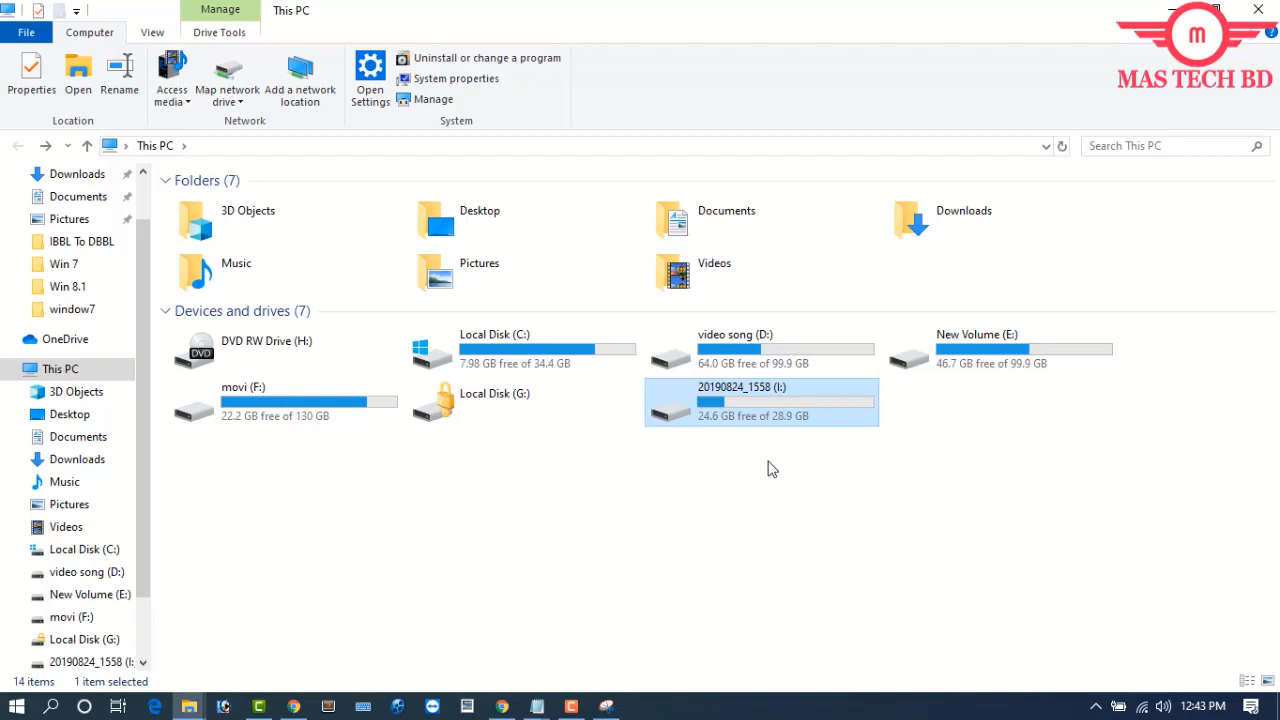 Manage
This PC
File
Computer
View
Drive Tools
m
MAS TECH BD
Properties
Open
Rename
Access
media
Map network
drive
Add a network
location
Open
Settings
Uninstall or change a program
System properties
Manage
Location
Network
System
This PC
Search This PC
Downloads
Documents
Pictures
IBBL To DBBL
Win 7
Win 8.1
window7
OneDrive
This PC
3D Objects
Desktop
Documents
Downloads
Music
Pictures
Videos
Local Disk (C:)
video song (D:)
New Volume (E:)
movi (F:)
Local Disk (G:)
20190824_1558 (I:
Folders (7)
3D Objects
Desktop
Documents
Downloads
Music
Pictures
Videos
Devices and drives (7)
DVD
DVD RW Drive (H:)
Local Disk (C:)
7.98 GB free of 34.4 GB
video song (D:)
64.0 GB free of 99.9 GB
New Volume (E:)
46.7 GB free of 99.9 GB
movi (F:)
22.2 GB free of 130 GB
Local Disk (G:)
20190824_1558 (I:)
24.6 GB free of 28.9 GB
14 items
1 item selected
12:43 PM